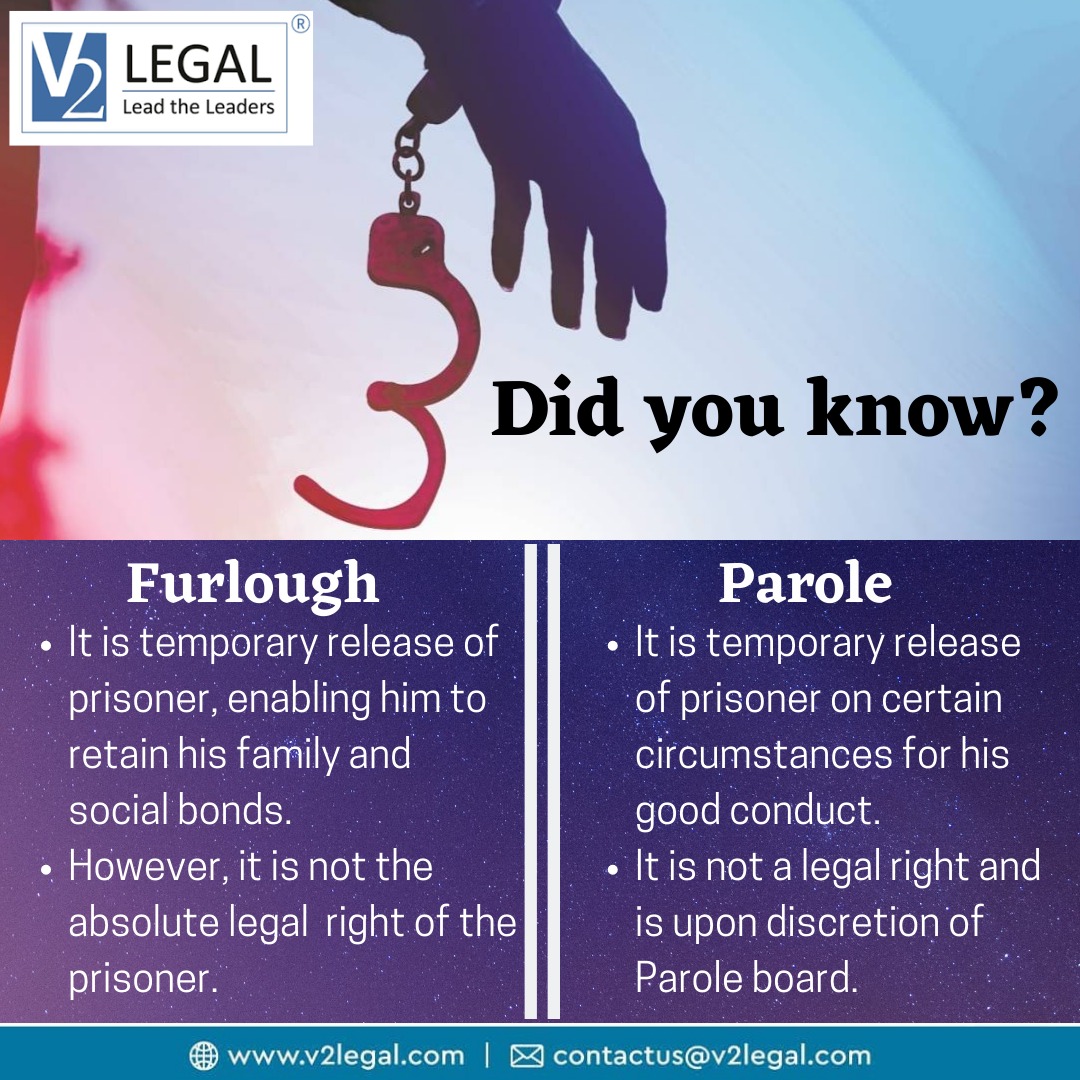 V2 LEGAL ®
Lead the Leaders
Did you know?
Furlough
• It is temporary release of
prisoner, enabling him to
retain his family and
social bonds.
• However, it is not the
absolute legal  right of the
prisoner.
Parole
• It is temporary release
of prisoner on certain
circumstances for his
good conduct.
• It is not a legal right and
is upon discretion of
Parole board.
www.v2legal.com | contactus@v2legal.com